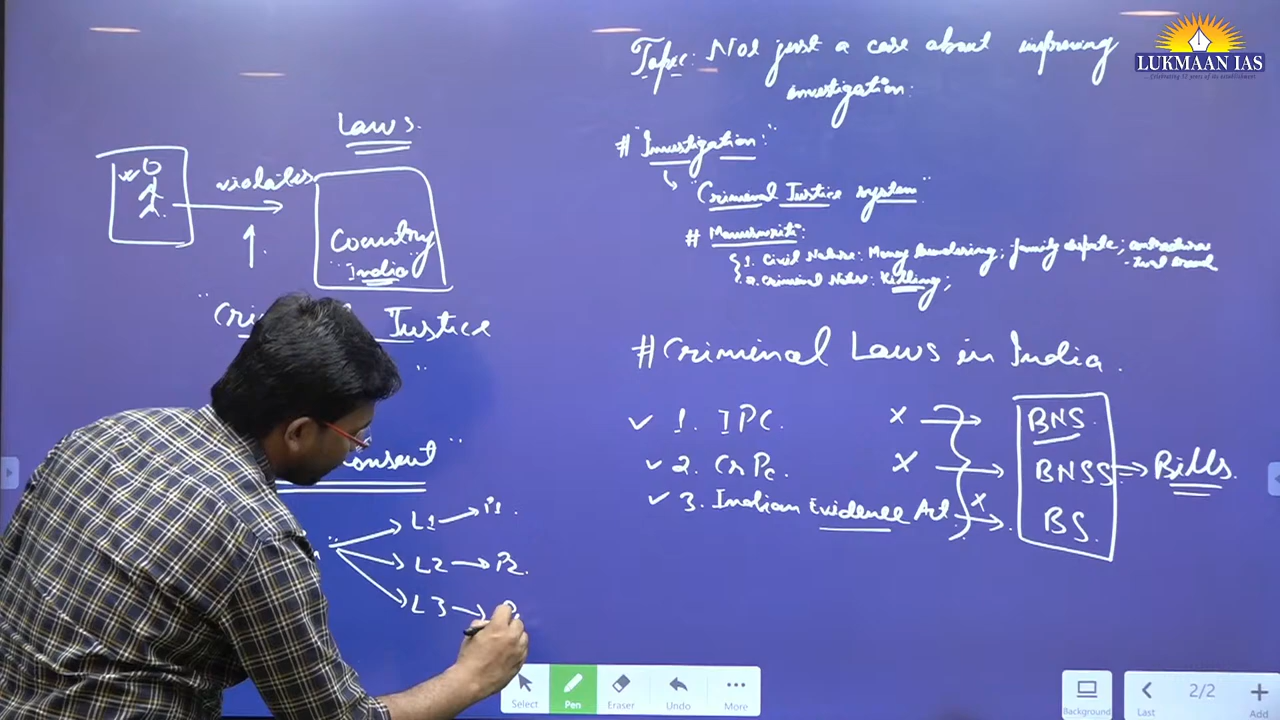 LUKMAAN IAS
Topic: Not just a case about improving
investigation.
# "Investigation:"
"Criminal Justice system"
1. Civil Nature: Money laundering; family dispute;
2. Criminal Nature: Killing;
Laws.
violates
Country
"India"
Justice
"
L1 → P1.
L2 → P2.
L3 →
# Criminal Laws in India.
✓ 1. IPC. × → BNS.
✓ 2. CrPc. × → BNSS ⇒ Bills.
✓ 3. Indian Evidence Act. × → BS.
Select
Pen
Eraser
Undo
More
Background
Last
2/2
Add